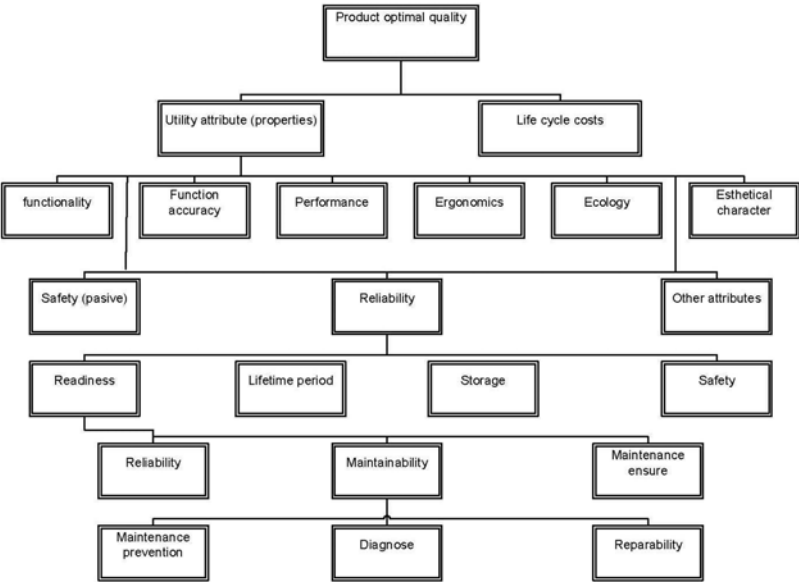 Product optimal quality
Utility attribute (properties)
Life cycle costs
functionality
Function
accuracy
Performance
Ergonomics
Ecology
Esthetical
character
Safety (pasive)
Reliability
Other attributes
Readiness
Lifetime period
Storage
Safety
Reliability
Maintainability
Maintenance
ensure
Maintenance
prevention
Diagnose
Reparability